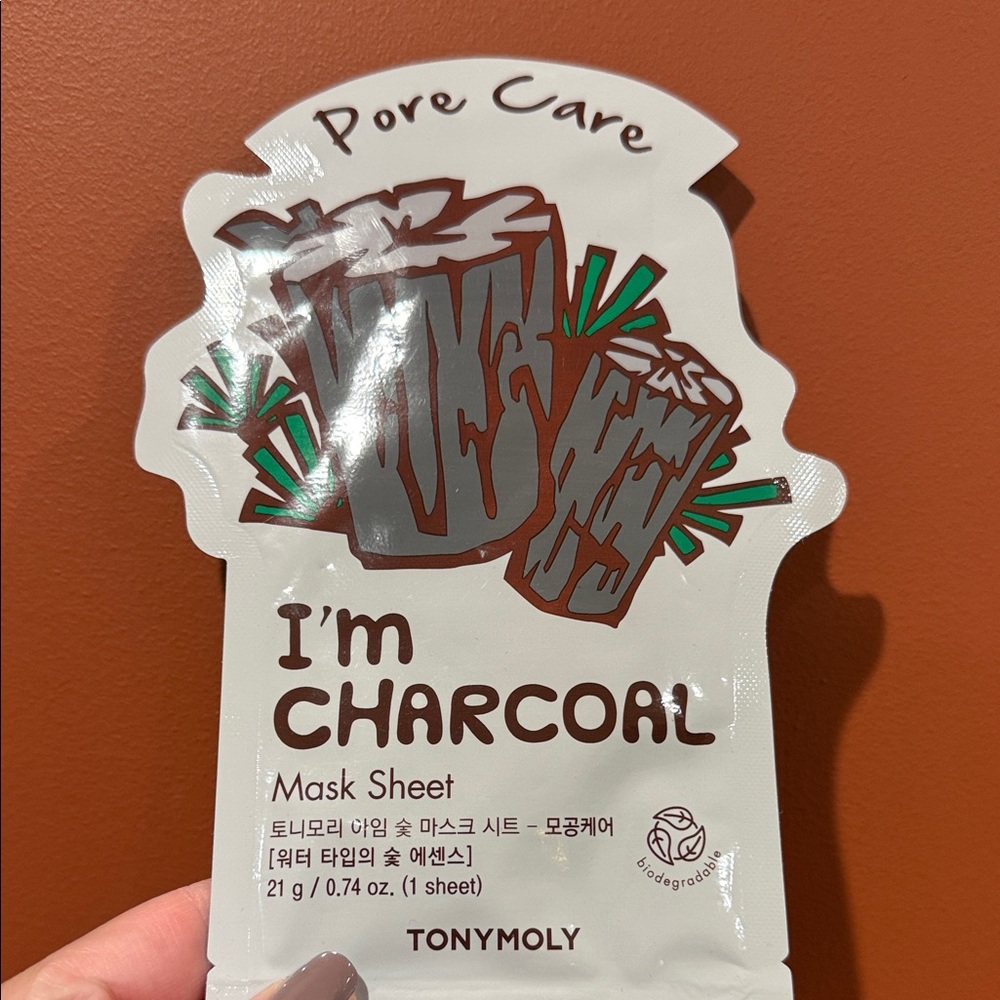 Pore Care
I'm
CHARCOAL
Mask Sheet
토니모리 아임 숯 마스크 시트 - 모공케어
[워터 타입의 숯 에센스]
21 g / 0.74 oz. (1 sheet)
biodegradable
TONYMOLY